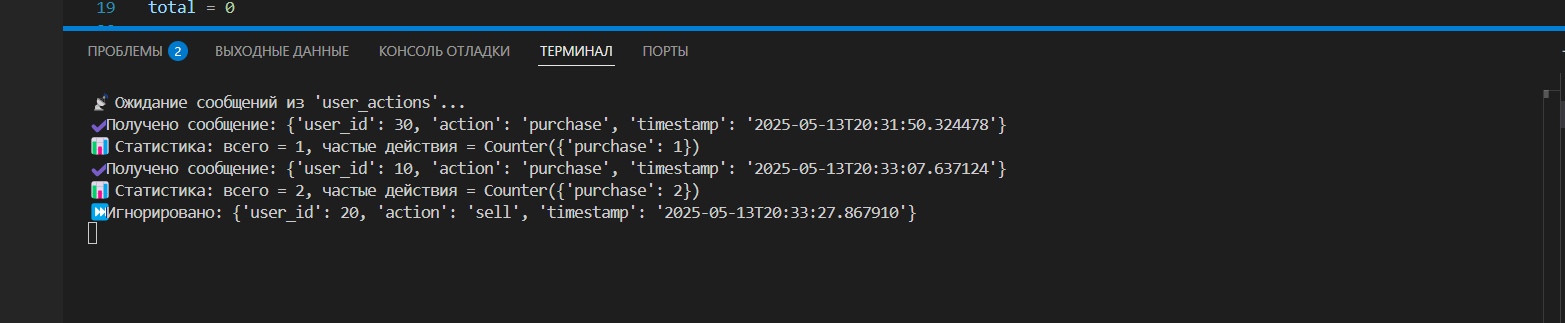 19 total = 0
ПРОБЛЕМЫ 2 ВЫХОДНЫЕ ДАННЫЕ КОНСОЛЬ ОТЛАДКИ ТЕРМИНАЛ ПОРТЫ
📡 Ожидание сообщений из 'user_actions'...
✔Получено сообщение: {'user_id': 30, 'action': 'purchase', 'timestamp': '2025-05-13T20:31:50.324478'}
📊 Статистика: всего = 1, частые действия = Counter({'purchase': 1})
✔Получено сообщение: {'user_id': 10, 'action': 'purchase', 'timestamp': '2025-05-13T20:33:07.637124'}
📊 Статистика: всего = 2, частые действия = Counter({'purchase': 2})
⏭Игнорировано: {'user_id': 20, 'action': 'sell', 'timestamp': '2025-05-13T20:33:27.867910'}